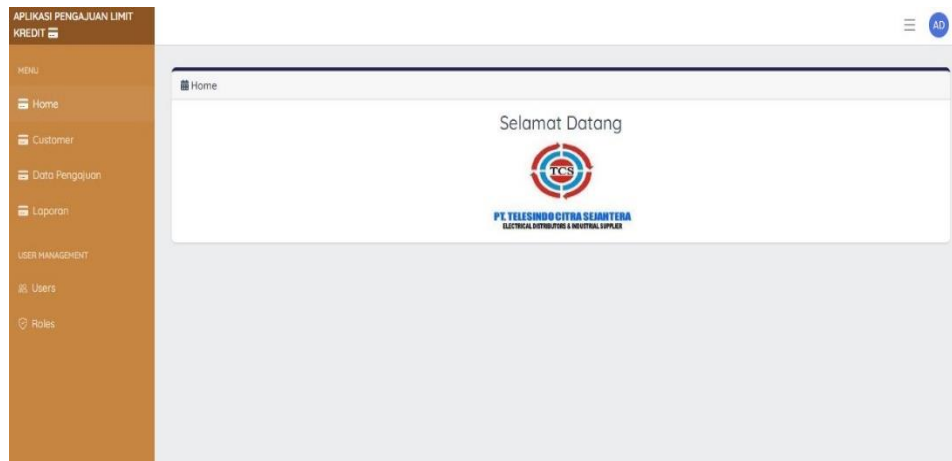 APLIKASI PENGAJUAN LIMIT
KREDIT
AD
MENU
Home
Customer
Data Pengajuan
Laporan
USER MANAGEMENT
Users
Roles
Home
Selamat Datang
TCS
PT. TELESINDO CITRA SEJAHTERA
ELECTRICAL DISTRIBUTORS & INDUSTRIAL SUPPLIER